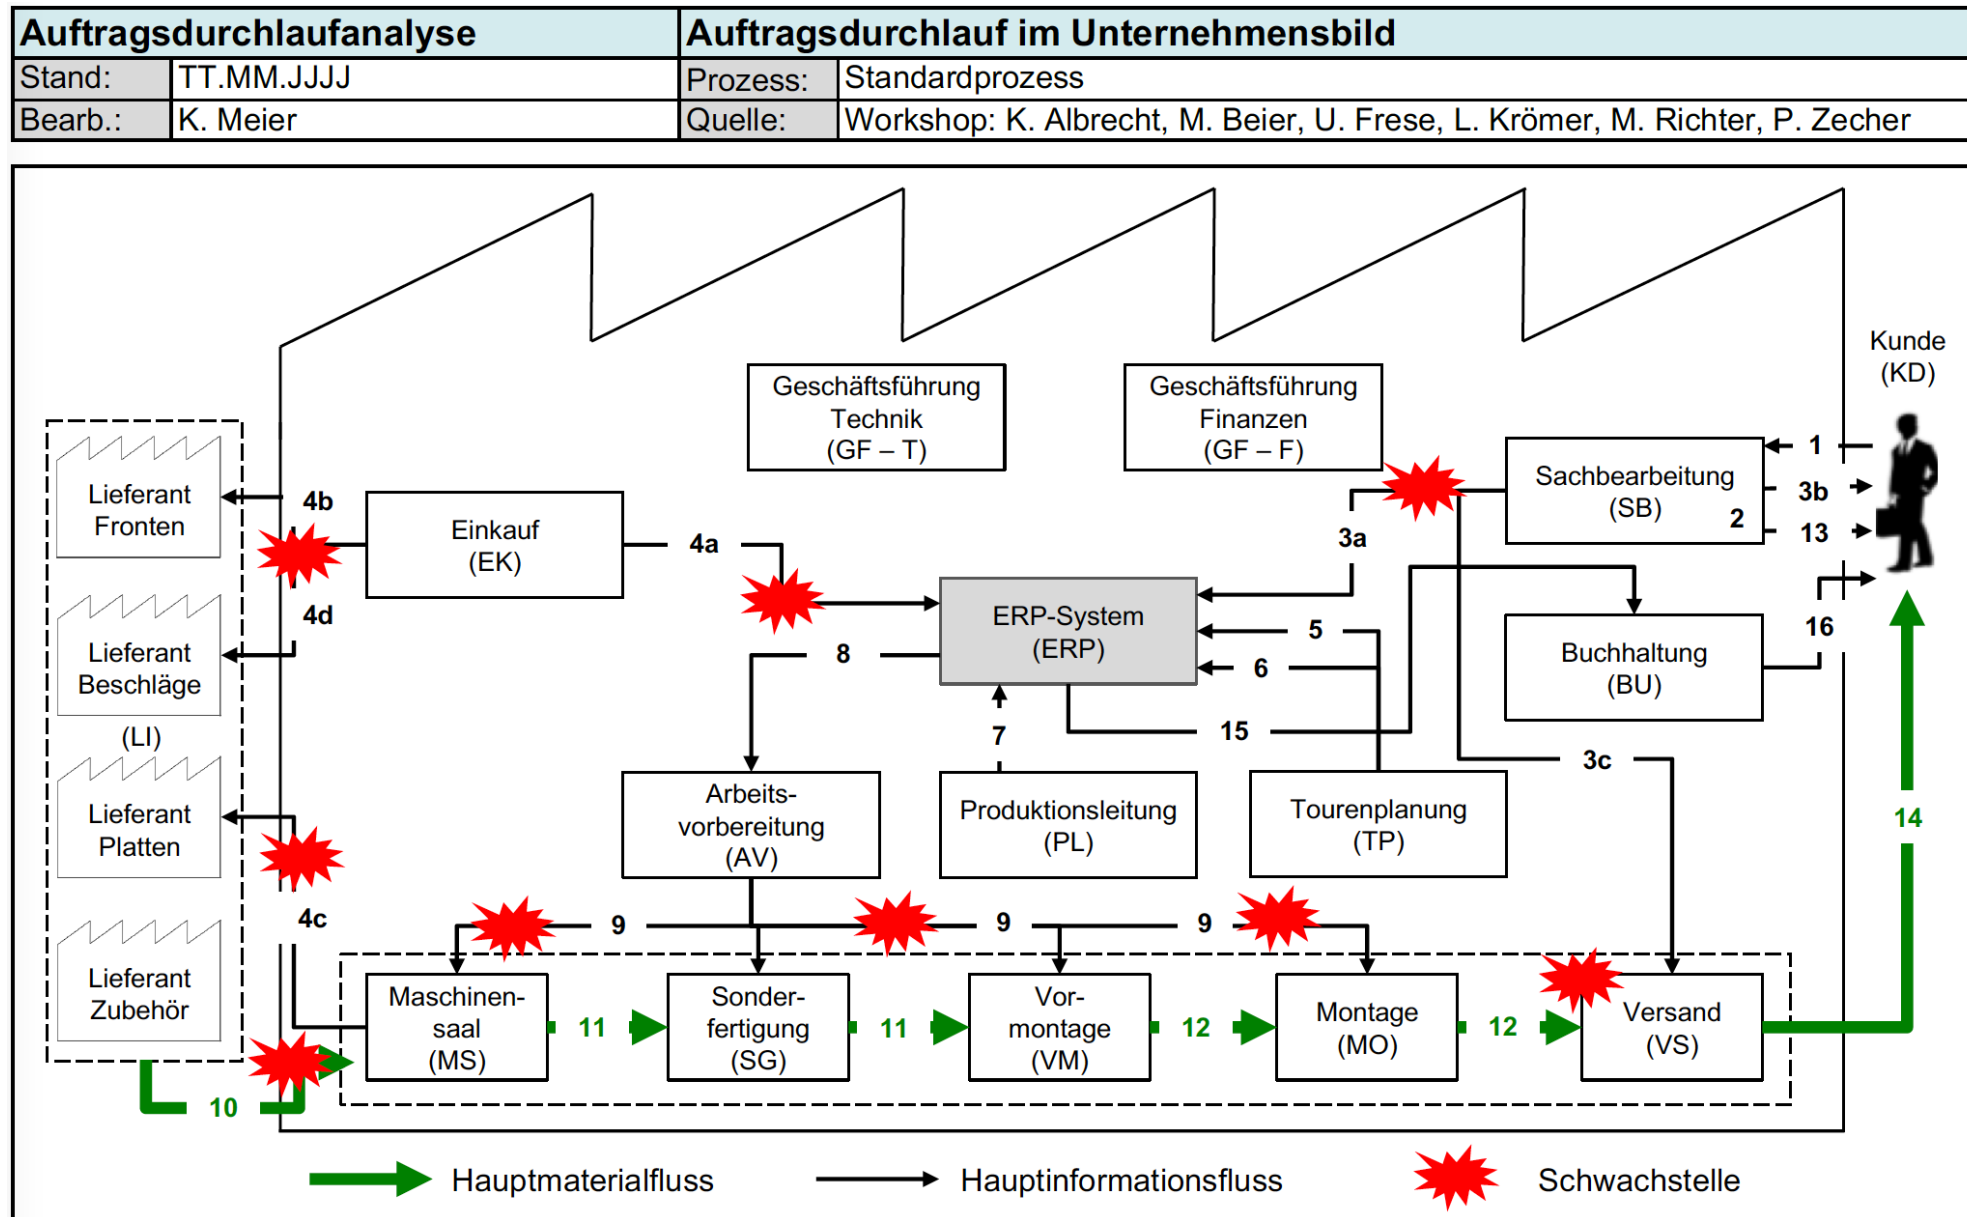 Auftragsdurchlaufanalyse
Auftragsdurchlauf im Unternehmensbild
Stand:
TT.MM.JJJJ
Prozess:
Standardprozess
Bearb.:
K. Meier
Quelle:
Workshop: K. Albrecht, M. Beier, U. Frese, L. Krömer, M. Richter, P. Zecher
Kunde
(KD)
Geschäftsführung
Technik
(GF – T)
Geschäftsführung
Finanzen
(GF – F)
Sachbearbeitung
(SB)
2
1
3b
13
Lieferant
Fronten
4b
Einkauf
(EK)
4a
3a
4d
ERP-System
(ERP)
5
6
16
Lieferant
Beschläge
(LI)
8
Buchhaltung
(BU)
7
15
3c
Lieferant
Platten
Arbeits-
vorbereitung
(AV)
Produktionsleitung
(PL)
Tourenplanung
(TP)
14
4c
9
9
9
Lieferant
Zubehör
Maschinen-
saal
(MS)
11
Sonder-
fertigung
(SG)
11
Vor-
montage
(VM)
12
Montage
(MO)
12
Versand
(VS)
10
Hauptmaterialfluss
Hauptinformationsfluss
Schwachstelle